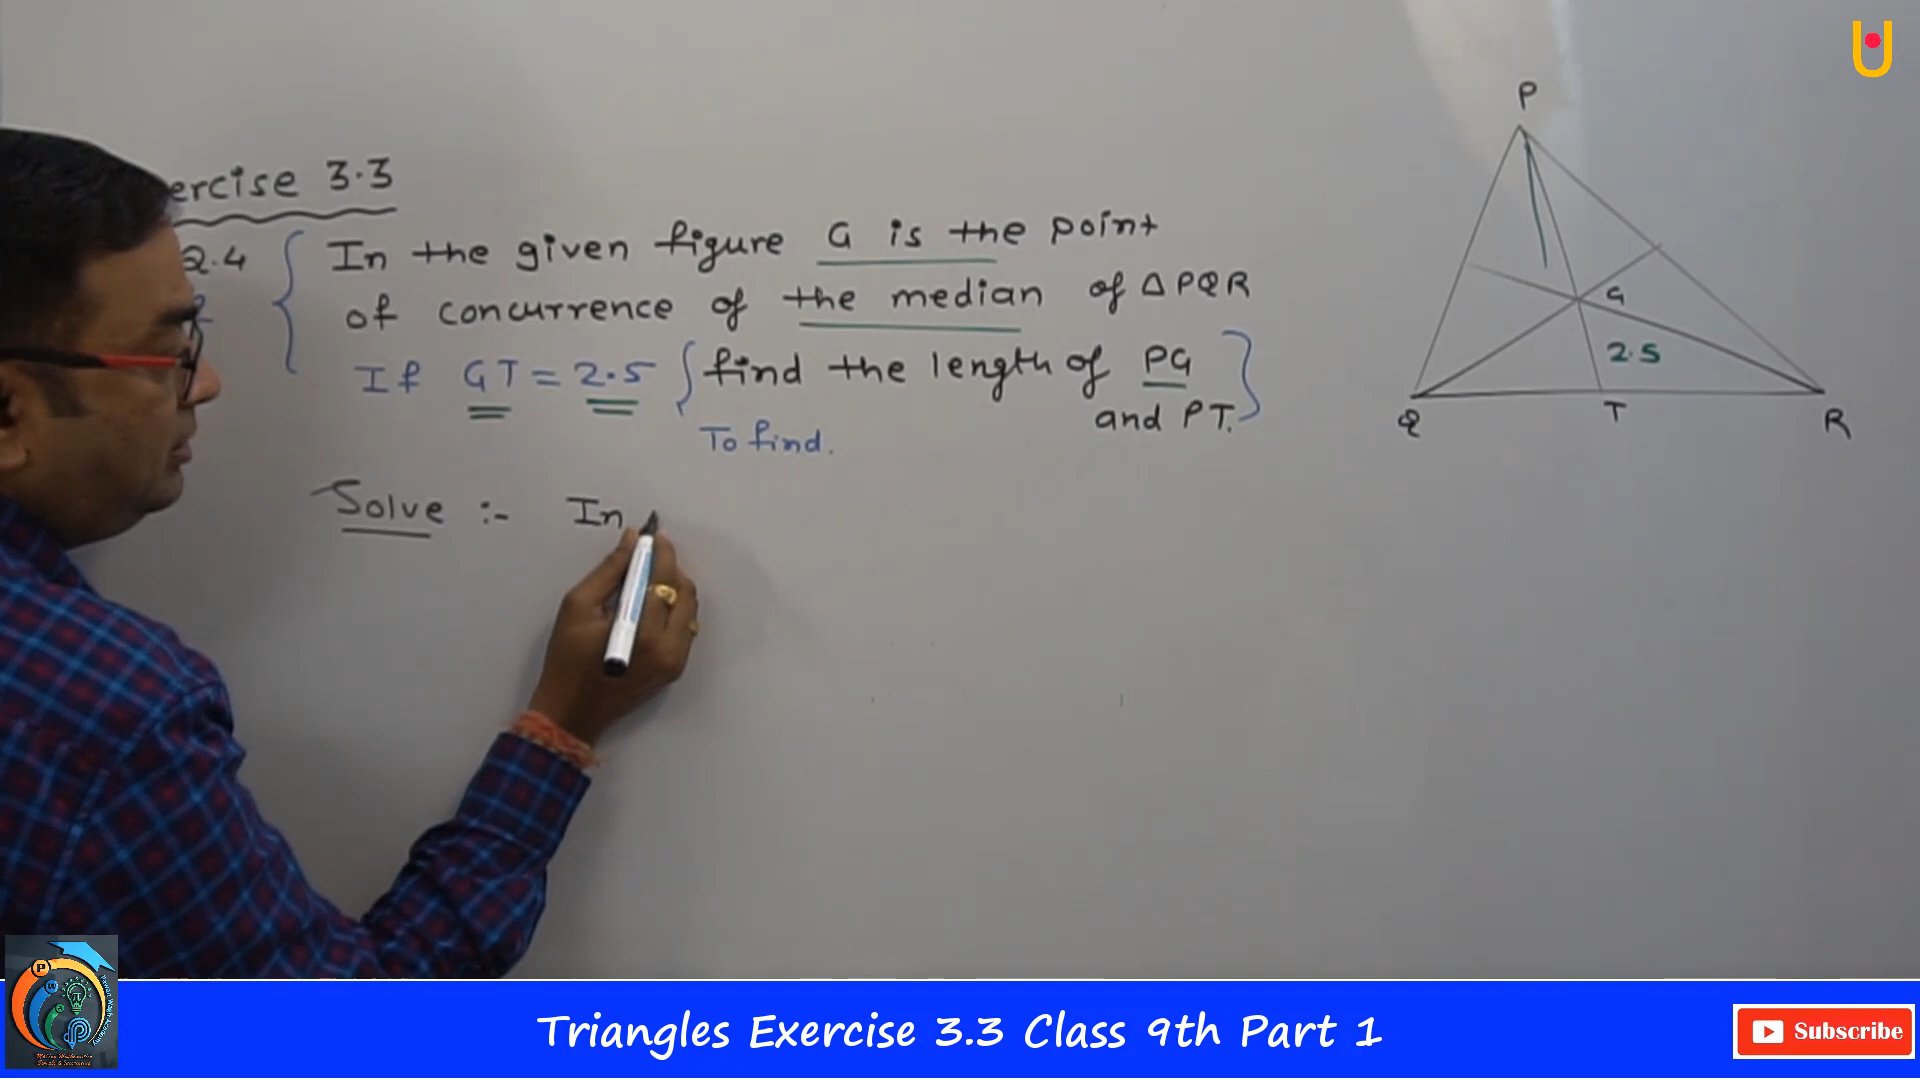 ercise 3.3
Q.4
In the given figure G is the point
of concurrence of the median of △PQR
If GT = 2.5 find the length of PG
and PT.
To find.
Solve :- In
P
G
2.5
Q
T
R
Triangles Exercise 3.3 Class 9th Part 1
Subscribe